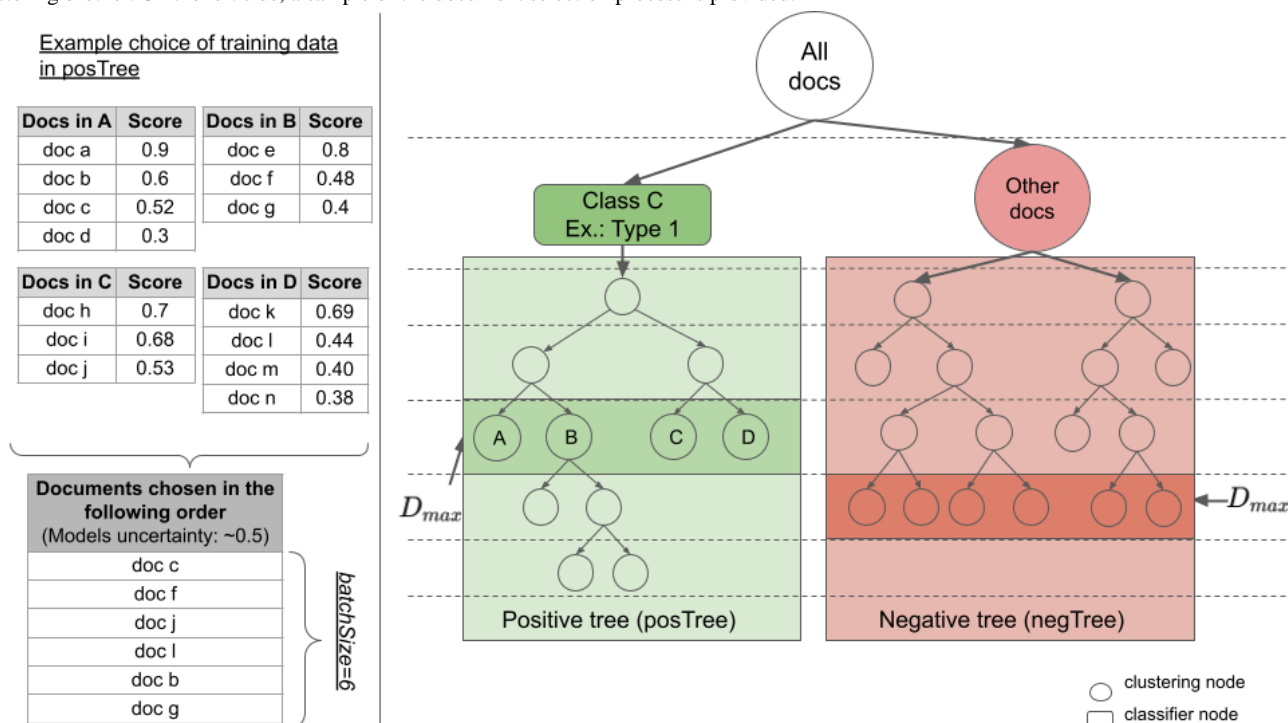 Example choice of training data
in posTree
Docs in A Score
doc a 0.9
doc b 0.6
doc c 0.52
doc d 0.3
Docs in B Score
doc e 0.8
doc f 0.48
doc g 0.4
Docs in C Score
doc h 0.7
doc i 0.68
doc j 0.53
Docs in D Score
doc k 0.69
doc l 0.44
doc m 0.40
doc n 0.38
Documents chosen in the
following order
(Models uncertainty: ~0.5)
doc c
doc f
doc j
doc l
doc b
doc g
batchSize=6
All
docs
Class C
Ex.: Type 1
Other
docs
A B C D
Dmax
Dmax
Positive tree (posTree)
Negative tree (negTree)
clustering node
classifier node